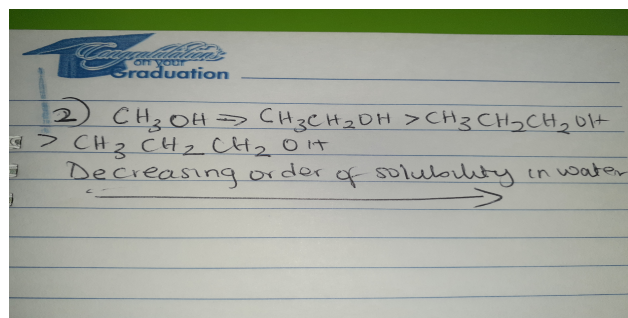 Congratulations
on your
Graduation
2) CH₃OH => CH₃CH₂OH > CH₃CH₂CH₂OH
> CH₃ CH₂ CH₂ OH
Decreasing order of solubility in water